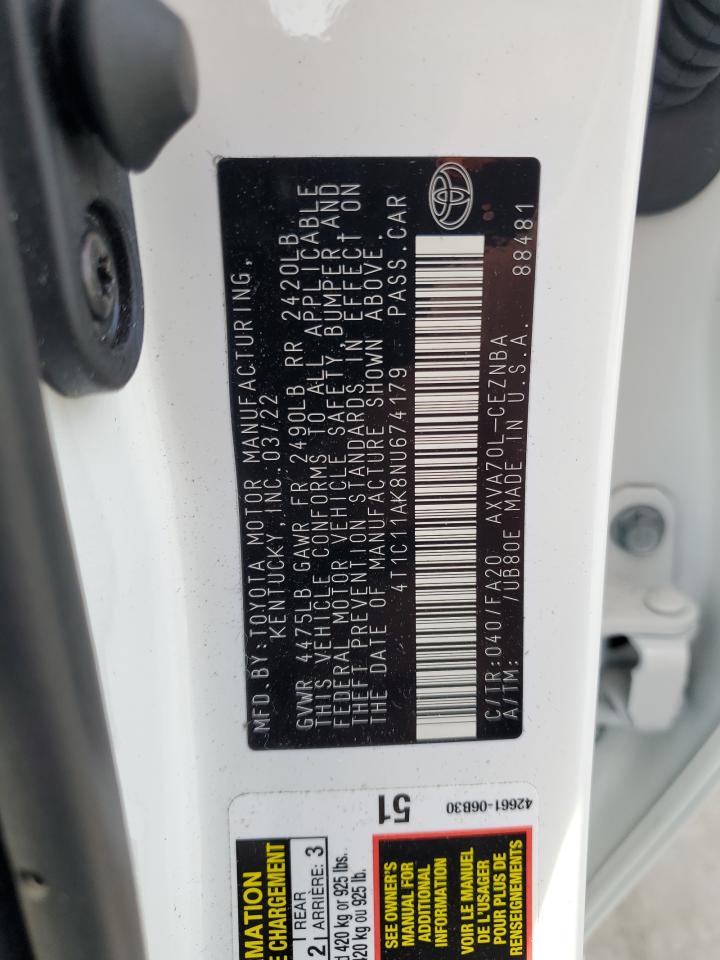 MFD.BY:TOYOTA MOTOR MANUFACTURING,
KENTUCKY,INC.03/22
GVWR 4475LB GAWR FR 2490LB RR 2420LB
THIS VEHICLE CONFORMS TO ALL APPLICABLE
FEDERAL MOTOR VEHICLE SAFETY,BUMPER,AND
THEFT PREVENTION STANDARDS IN EFFECT ON
THE DATE OF MANUFACTURE SHOWN ABOVE.
4T1C11AK8NU674179 PASS.CAR
C/TR:040/FA20 AXVA70L-CEZNBA
A/TM: /UB80E MADE IN U.S.A. 88481
51
42661-06B30
CHARGEMENT
2 REAR 3
2 ARRIÈRE: 3
420 kg or 925 lbs.
420 kg ou 925 lb.
SEE OWNER'S
MANUAL FOR
ADDITIONAL
INFORMATION
VOIR LE MANUEL
DE L'USAGER
POUR PLUS DE
RENSEIGNEMENTS